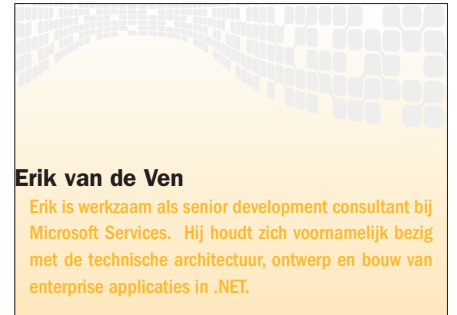 Erik van de Ven
Erik is werkzaam als senior development consultant bij
Microsoft Services. Hij houdt zich voornamelijk bezig
met de technische architectuur, ontwerp en bouw van
enterprise applicaties in .NET.